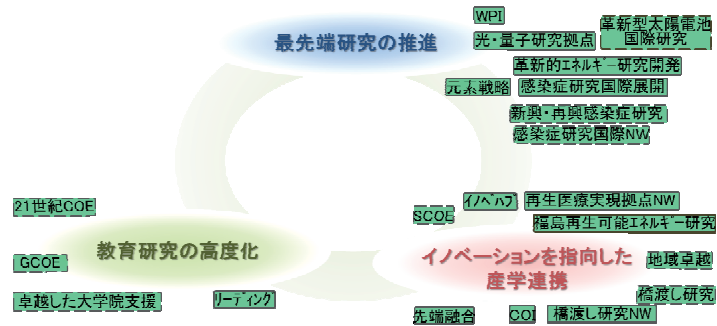 WPI
最先端研究の推進
光・量子研究拠点
革新型太陽電池
国際研究
革新的ｴﾈﾙｷﾞｰ研究開発
元素戦略
感染症研究国際展開
新興・再興感染症研究
感染症研究国際NW
21世紀COE
GCOE
教育研究の高度化
卓越した大学院支援
ﾘｰﾃﾞｨﾝｸﾞ
SCOE
ｲﾉﾍﾞﾊﾌﾞ
再生医療実現拠点NW
福島再生可能ｴﾈﾙｷﾞｰ研究
イノベーションを指向した
産学連携
地域卓越
橋渡し研究
先端融合
COI
橋渡し研究NW